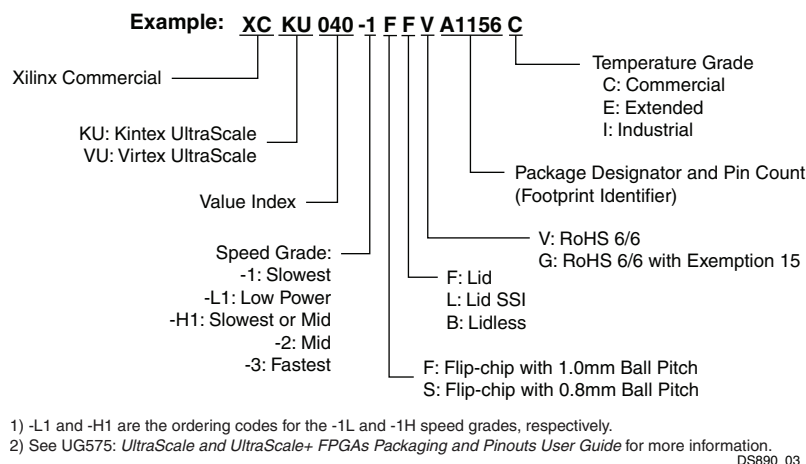 Example: XC KU 040 -1 F F V A1156 C
Xilinx Commercial
KU: Kintex UltraScale
VU: Virtex UltraScale
Value Index
Speed Grade:
-1: Slowest
-L1: Low Power
-H1: Slowest or Mid
-2: Mid
-3: Fastest
Temperature Grade
C: Commercial
E: Extended
I: Industrial
Package Designator and Pin Count
(Footprint Identifier)
V: RoHS 6/6
G: RoHS 6/6 with Exemption 15
F: Lid
L: Lid SSI
B: Lidless
F: Flip-chip with 1.0mm Ball Pitch
S: Flip-chip with 0.8mm Ball Pitch
1) -L1 and -H1 are the ordering codes for the -1L and -1H speed grades, respectively.
2) See UG575: UltraScale and UltraScale+ FPGAs Packaging and Pinouts User Guide for more information.
DS890_03